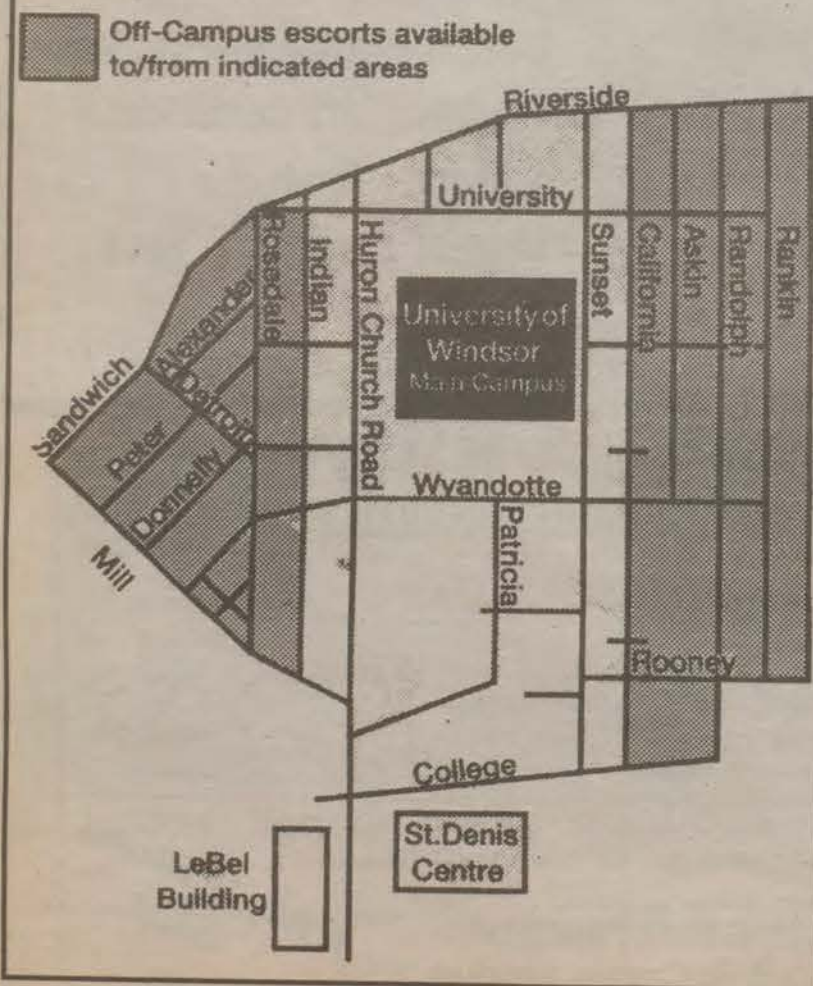 Off-Campus escorts available
to/from indicated areas
Riverside
University
Rosedale
Indian
Huron Church Road
Sunset
California
Askin
Randolph
Rankin
University of
Windsor
Main Campus
Alexander
Detroit
Sandwich
Peter
Donnelly
Mill
Wyandotte
Patricia
Rooney
College
LeBel
Building
St.Denis
Centre